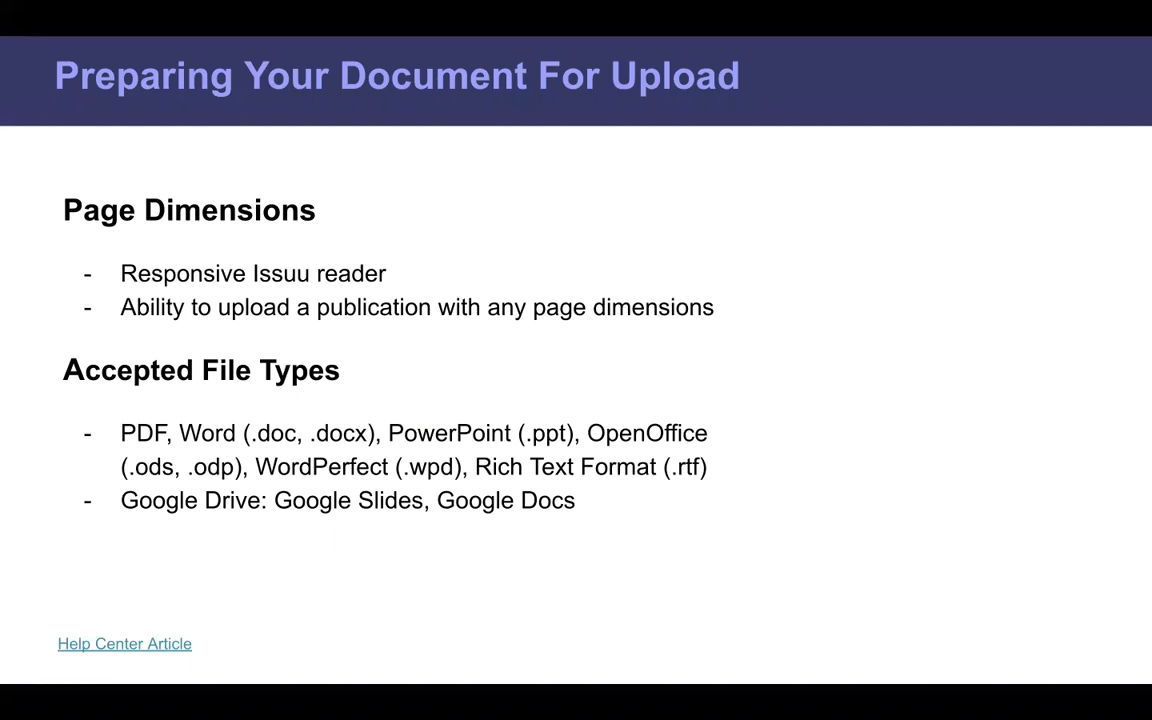 Preparing Your Document For Upload
Page Dimensions
- Responsive Issuu reader
- Ability to upload a publication with any page dimensions
Accepted File Types
- PDF, Word (.doc, .docx), PowerPoint (.ppt), OpenOffice
(.ods, .odp), WordPerfect (.wpd), Rich Text Format (.rtf)
- Google Drive: Google Slides, Google Docs
Help Center Article